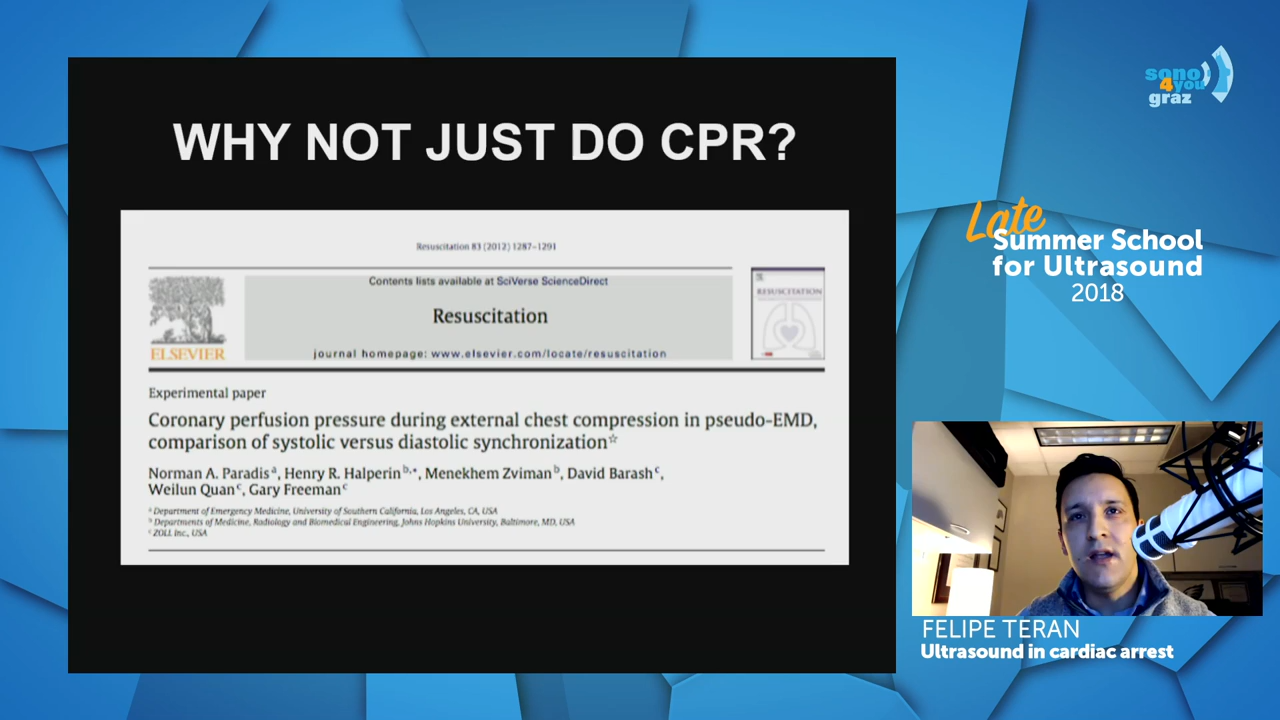 WHY NOT JUST DO CPR?
Resuscitation 83 (2012) 1287–1291
Contents lists available at SciVerse ScienceDirect
Resuscitation
journal homepage: www.elsevier.com/locate/resuscitation
ELSEVIER
RESUSCITATION
Experimental paper
Coronary perfusion pressure during external chest compression in pseudo-EMD,
comparison of systolic versus diastolic synchronization☆
Norman A. Paradis a, Henry R. Halperin b,*, Menekhem Zviman b, David Barash c,
Weilun Quan c, Gary Freeman c
a Department of Emergency Medicine, University of Southern California, Los Angeles, CA, USA
b Departments of Medicine, Radiology and Biomedical Engineering, Johns Hopkins University, Baltimore, MD, USA
c ZOLL Inc., USA
sono
4you
graz
Late
Summer School
for Ultrasound
2018
FELIPE TERAN
Ultrasound in cardiac arrest